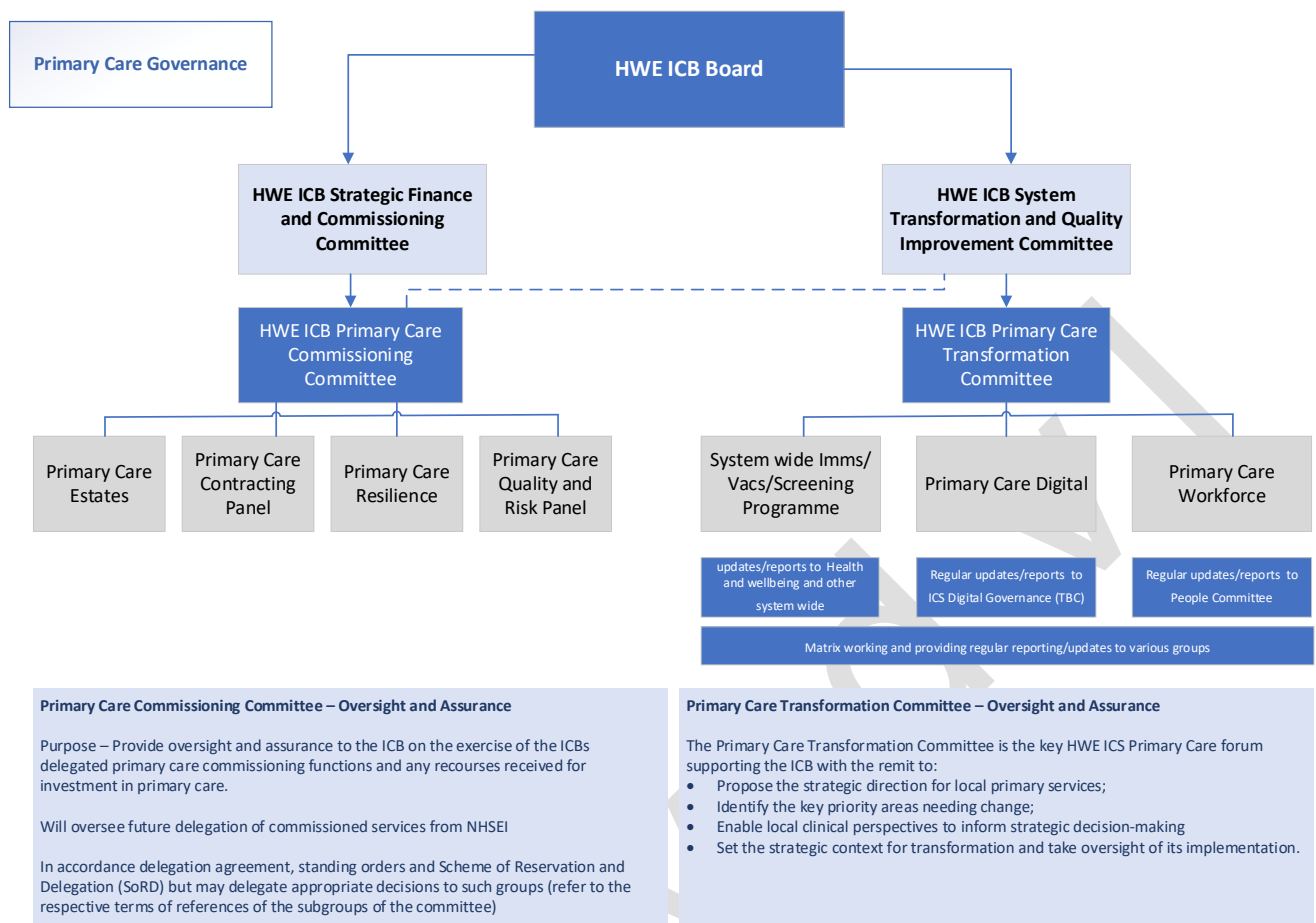 Primary Care Governance
HWE ICB Board
HWE ICB Strategic Finance
and Commissioning
Committee
HWE ICB System
Transformation and Quality
Improvement Committee
HWE ICB Primary Care
Commissioning
Committee
HWE ICB Primary Care
Transformation
Committee
Primary Care
Estates
Primary Care
Contracting
Panel
Primary Care
Resilience
Primary Care
Quality and
Risk Panel
System wide Imms/
Vacs/Screening
Programme
Primary Care Digital
Primary Care
Workforce
updates/reports to Health
and wellbeing and other
system wide
Regular updates/reports to
ICS Digital Governance (TBC)
Regular updates/reports to
People Committee
Matrix working and providing regular reporting/updates to various groups
Primary Care Commissioning Committee – Oversight and Assurance
Purpose – Provide oversight and assurance to the ICB on the exercise of the ICBs
delegated primary care commissioning functions and any recourses received for
investment in primary care.
Will oversee future delegation of commissioned services from NHSEI
In accordance delegation agreement, standing orders and Scheme of Reservation and
Delegation (SoRD) but may delegate appropriate decisions to such groups (refer to the
respective terms of references of the subgroups of the committee)
Primary Care Transformation Committee – Oversight and Assurance
The Primary Care Transformation Committee is the key HWE ICS Primary Care forum
supporting the ICB with the remit to:
• Propose the strategic direction for local primary services;
• Identify the key priority areas needing change;
• Enable local clinical perspectives to inform strategic decision-making
• Set the strategic context for transformation and take oversight of its implementation.